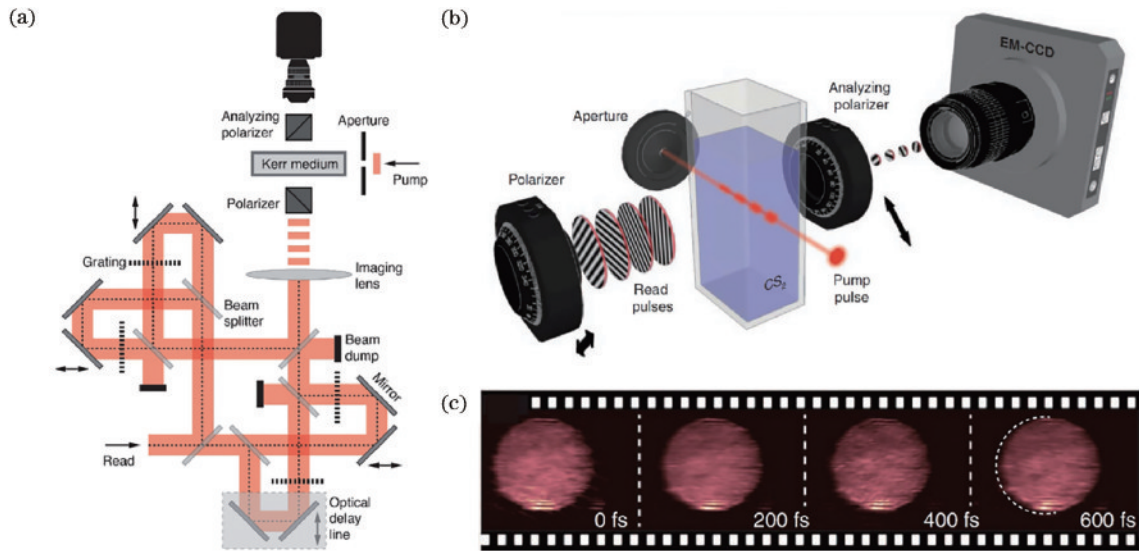 (a)
Analyzing
polarizer
Aperture
Kerr medium
Pump
Polarizer
Grating
Imaging
lens
Beam
splitter
Beam
dump
Mirror
Read
Optical
delay
line
(b)
EM-CCD
Analyzing
polarizer
Aperture
Polarizer
Read
pulses
CS₂
Pump
pulse
(c)
0 fs
200 fs
400 fs
600 fs